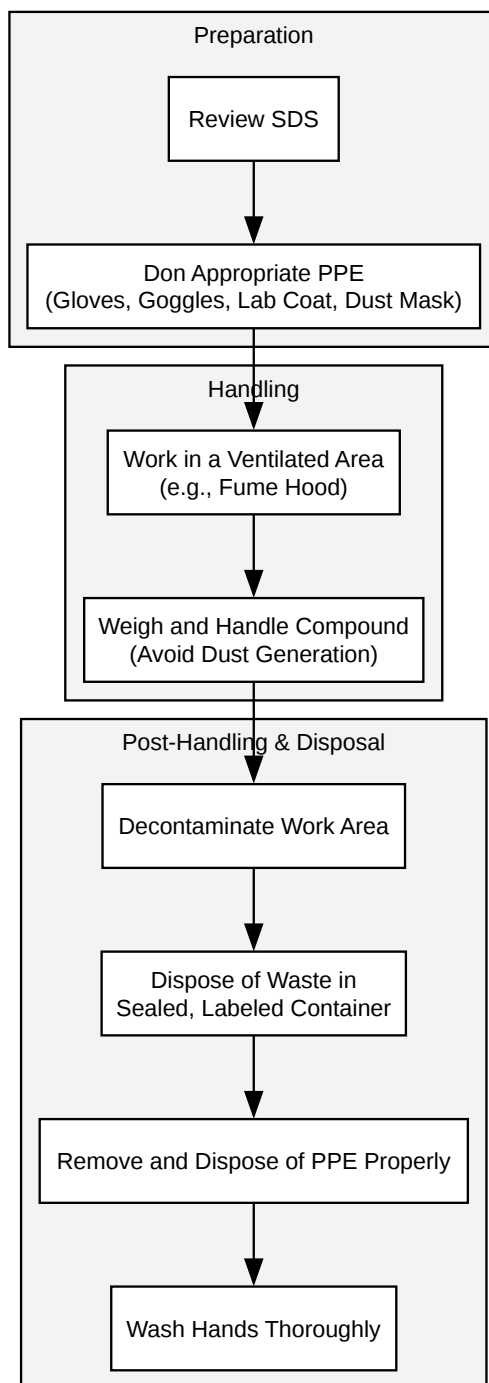 Preparation
Review SDS
Don Appropriate PPE
(Gloves, Goggles, Lab Coat, Dust Mask)
Handling
Work in a Ventilated Area
(e.g., Fume Hood)
Weigh and Handle Compound
(Avoid Dust Generation)
Post-Handling & Disposal
Decontaminate Work Area
Dispose of Waste in
Sealed, Labeled Container
Remove and Dispose of PPE Properly
Wash Hands Thoroughly